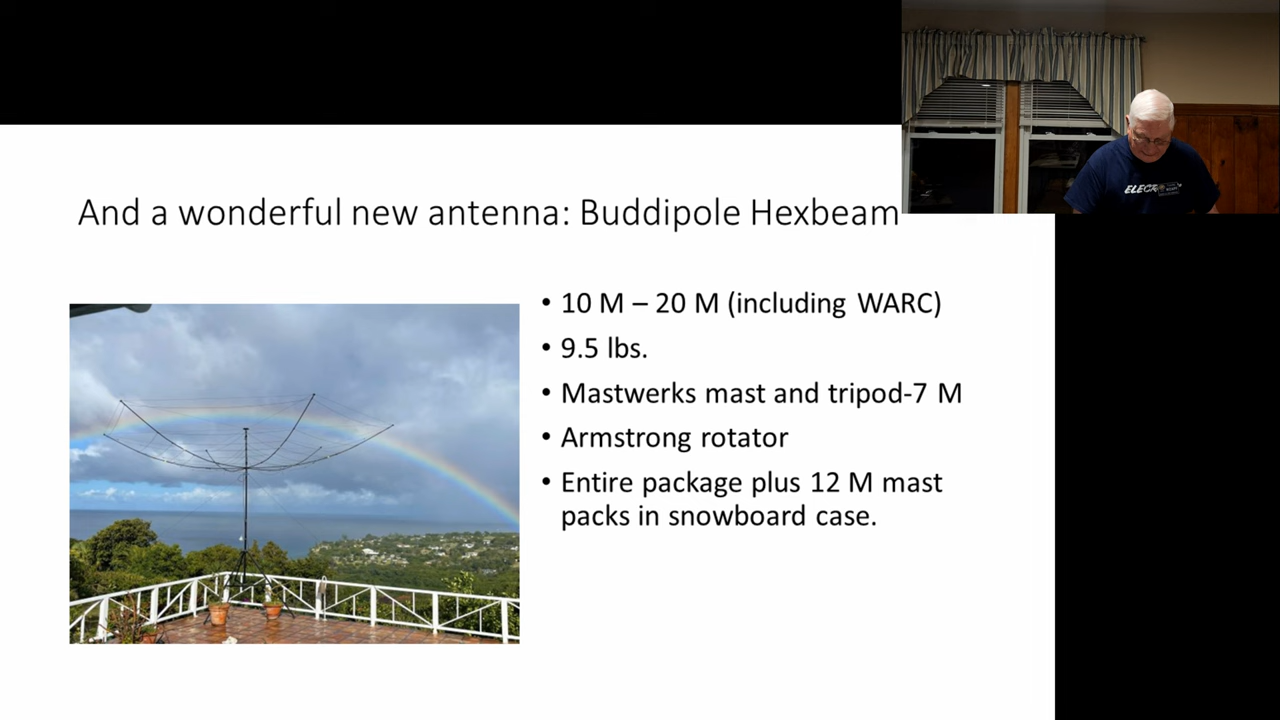 And a wonderful new antenna: Buddipole Hexbeam
• 10 M – 20 M (including WARC)
• 9.5 lbs.
• Mastwerks mast and tripod-7 M
• Armstrong rotator
• Entire package plus 12 M mast
packs in snowboard case.